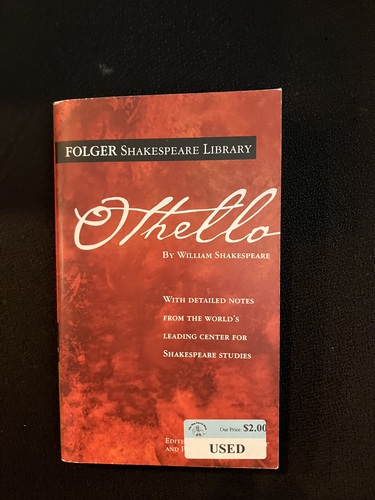 FOLGER SHAKESPEARE LIBRARY
Othello
BY WILLIAM SHAKESPEARE
WITH DETAILED NOTES
FROM THE WORLD'S
LEADING CENTER FOR
SHAKESPEARE STUDIES
Our Price: $2.00
USED
AND